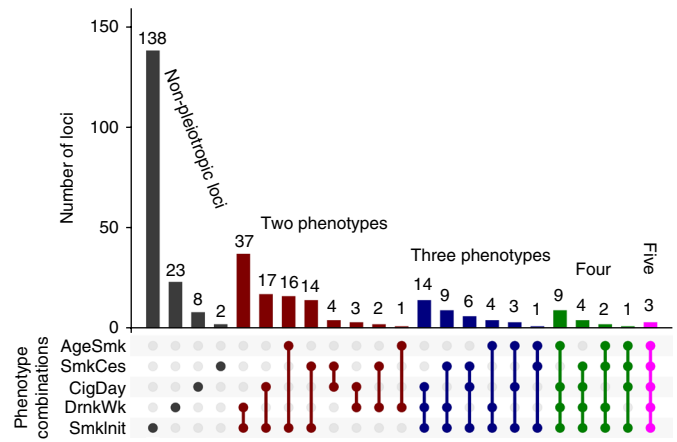 150
138
Non-pleiotropic loci
100
Number of loci
Two phenotypes
50
37
Three phenotypes
Four
Five
23
17 16 14
14
8
9
6
9
2
4 3 2 1
4 3 1
4 2 1
3
0
AgeSmk
SmkCes
CigDay
DrnkWk
SmkInit
Phenotype
combinations